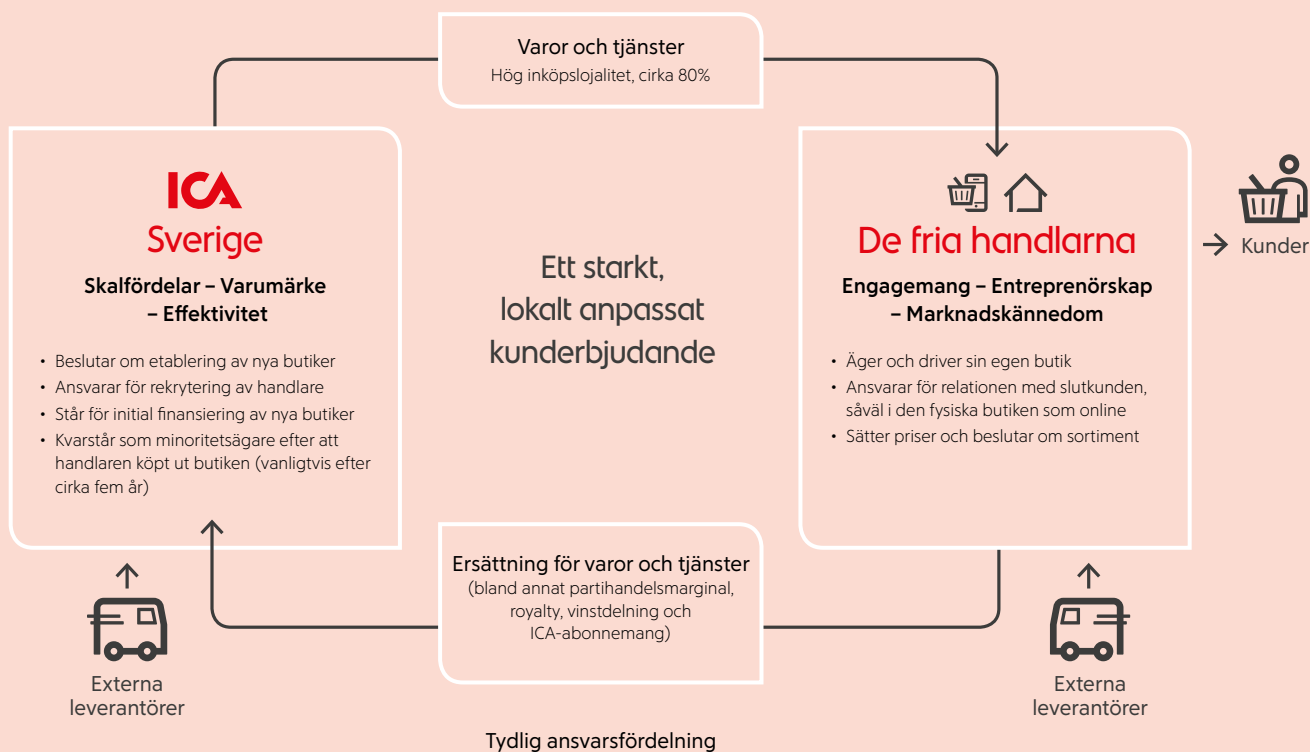 Varor och tjänster
Hög inköpslojalitet, cirka 80%
ICA
Sverige
Skalfördelar – Varumärke
– Effektivitet
• Beslutar om etablering av nya butiker
• Ansvarar för rekrytering av handlare
• Står för initial finansiering av nya butiker
• Kvarstår som minoritetsägare efter att
handlaren köpt ut butiken (vanligtvis efter
cirka fem år)
Ett starkt,
lokalt anpassat
kunderbjudande
De fria handlarna
Engagemang – Entreprenörskap
– Marknadskännedom
• Äger och driver sin egen butik
• Ansvarar för relationen med slutkunden,
såväl i den fysiska butiken som online
• Sätter priser och beslutar om sortiment
Kunder
Ersättning för varor och tjänster
(bland annat partihandelsmarginal,
royalty, vinstdelning och
ICA-abonnemang)
Externa
leverantörer
Externa
leverantörer
Tydlig ansvarsfördelning